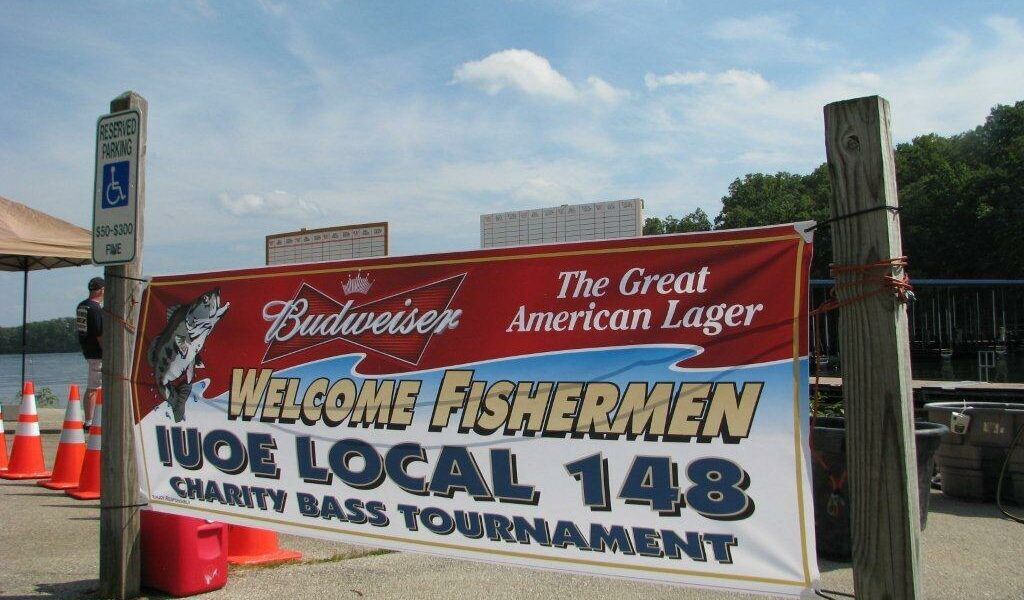 RESERVED
PARKING
$50-$300
FINE
Budweiser
The Great
American Lager
WELCOME FISHERMEN
IUOE LOCAL 148
CHARITY BASS TOURNAMENT